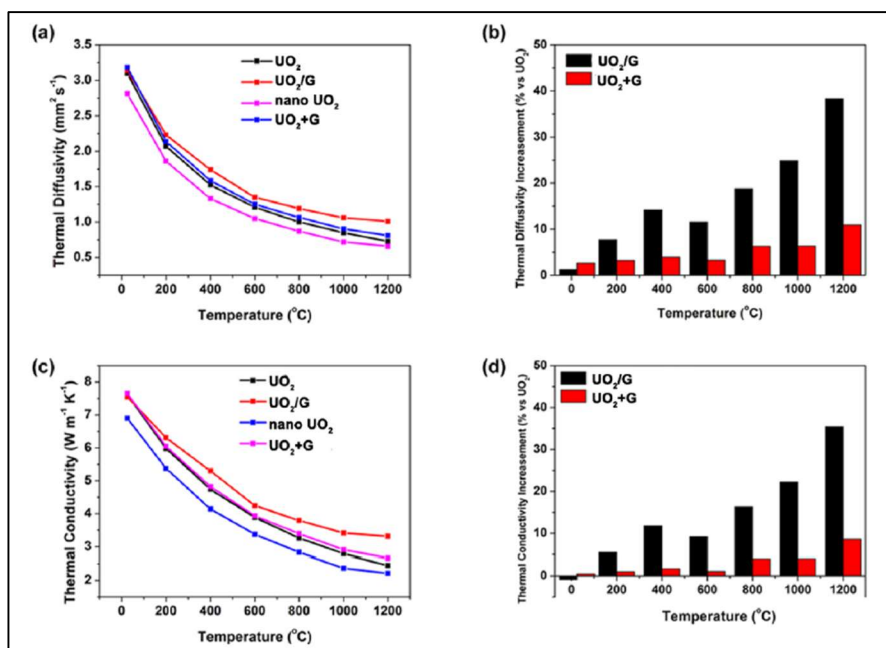 (a)
3.5
3.0
2.5
2.0
1.5
1.0
0.5
Thermal Diffusivity (mm² s⁻¹)
UO₂
UO₂/G
nano UO₂
UO₂+G
0 200 400 600 800 1000 1200
Temperature (°C)
(b)
50
40
30
20
10
0
Thermal Diffusivity Increasement (% vs UO₂)
UO₂/G
UO₂+G
0 200 400 600 800 1000 1200
Temperature (°C)
(c)
8
7
6
5
4
3
2
Thermal Conductivity (W m⁻¹ K⁻¹)
UO₂
UO₂/G
nano UO₂
UO₂+G
0 200 400 600 800 1000 1200
Temperature (°C)
(d)
50
40
30
20
10
0
Thermal Conductivity Increasement (% vs UO₂)
UO₂/G
UO₂+G
0 200 400 600 800 1000 1200
Temperature (°C)